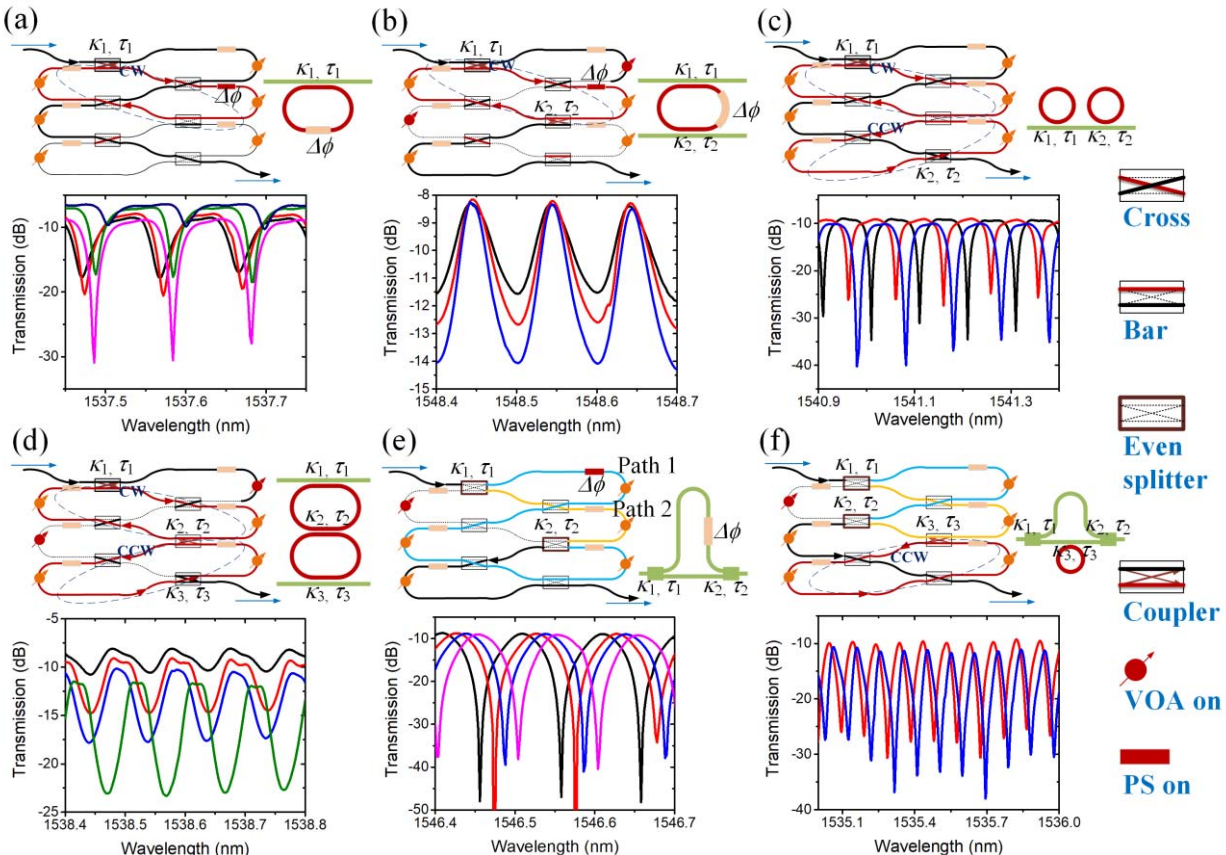 (a)
κ1, τ1
CW
Δϕ
κ1, τ1
Δϕ
Transmission (dB)
-10
-20
-30
1537.5 1537.6 1537.7
Wavelength (nm)
(b)
κ1, τ1
CW
Δϕ
κ2, τ2
κ1, τ1
Δϕ
κ2, τ2
Transmission (dB)
-8
-9
-10
-11
-12
-13
-14
-15
1548.4 1548.5 1548.6 1548.7
Wavelength (nm)
(c)
κ1, τ1
CW
CCW
κ2, τ2
κ1, τ1 κ2, τ2
Transmission (dB)
-10
-20
-30
-40
1540.9 1541.1 1541.3
Wavelength (nm)
(d)
κ1, τ1
CW
κ2, τ2
CCW
κ3, τ3
κ1, τ1
κ2, τ2
κ3, τ3
Transmission (dB)
-5
-10
-15
-20
-25
1538.4 1538.5 1538.6 1538.7 1538.8
Wavelength (nm)
(e)
κ1, τ1
Path 1
Δϕ
Path 2
κ2, τ2
Δϕ
κ1, τ1 κ2, τ2
Transmission (dB)
0
-10
-20
-30
-40
-50
1546.4 1546.5 1546.6 1546.7
Wavelength (nm)
(f)
κ1, τ1
κ2, τ2
κ3, τ3
CCW
κ1, τ1 κ2, τ2
κ3, τ3
Transmission (dB)
0
-10
-20
-30
-40
1535.1 1535.4 1535.7 1536.0
Wavelength (nm)
Cross
Bar
Even
splitter
Coupler
VOA on
PS on